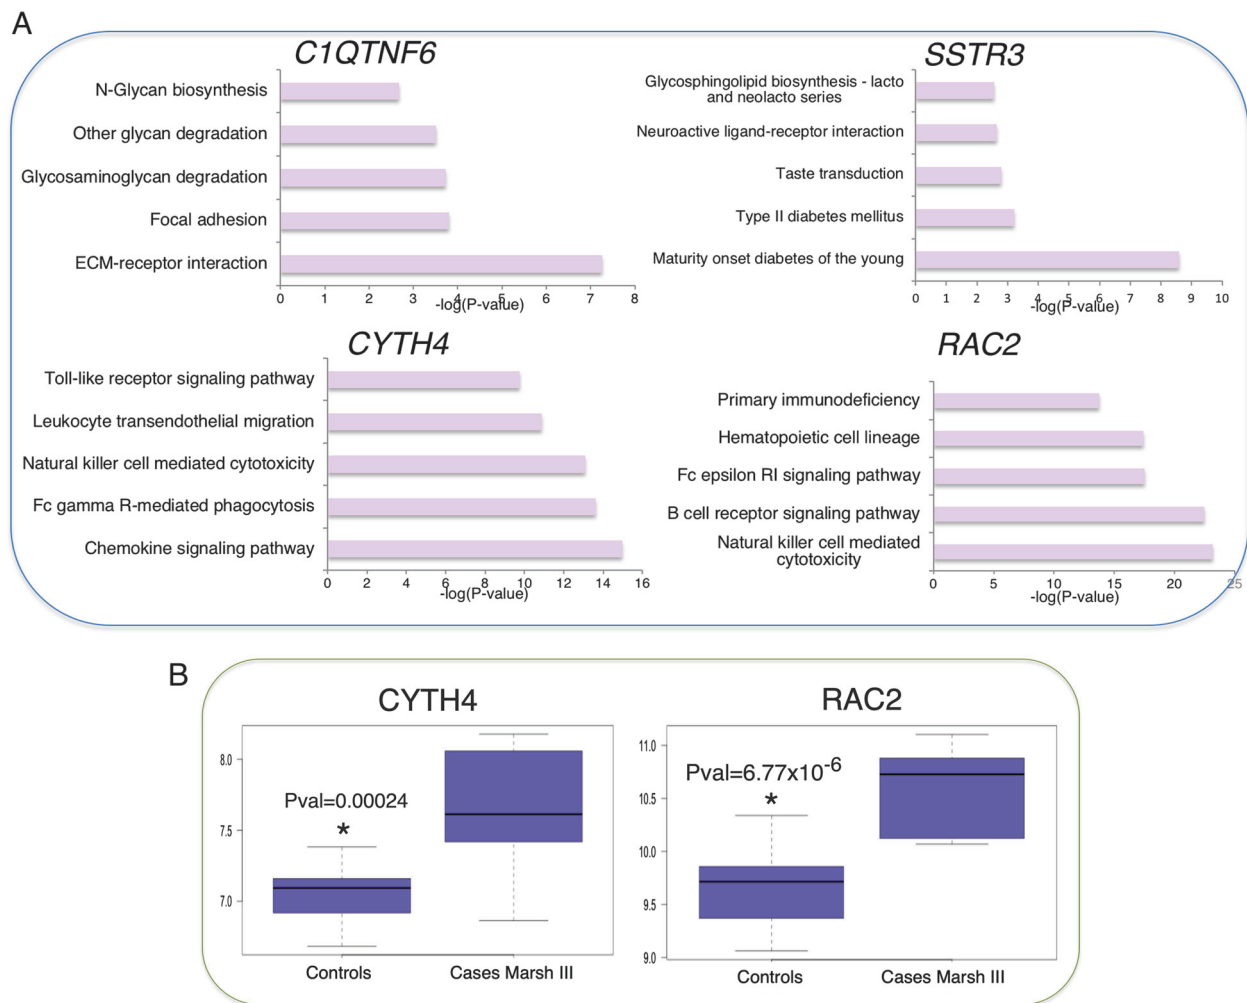 A
C1QTNF6
N-Glycan biosynthesis
Other glycan degradation
Glycosaminoglycan degradation
Focal adhesion
ECM-receptor interaction
0 1 2 3 4 5 6 7 8
-log(P-value)
SSTR3
Glycosphingolipid biosynthesis - lacto
and neolacto series
Neuroactive ligand-receptor interaction
Taste transduction
Type II diabetes mellitus
Maturity onset diabetes of the young
0 1 2 3 4 5 6 7 8 9 10
-log(P-value)
CYTH4
Toll-like receptor signaling pathway
Leukocyte transendothelial migration
Natural killer cell mediated cytotoxicity
Fc gamma R-mediated phagocytosis
Chemokine signaling pathway
0 2 4 6 8 10 12 14 16
-log(P-value)
RAC2
Primary immunodeficiency
Hematopoietic cell lineage
Fc epsilon RI signaling pathway
B cell receptor signaling pathway
Natural killer cell mediated
cytotoxicity
0 5 10 15 20 25
-log(P-value)
B
CYTH4
8.0
7.5
7.0
Pval=0.00024
*
Controls Cases Marsh III
RAC2
11.0
10.5
10.0
9.5
9.0
Pval=6.77x10-6
*
Controls Cases Marsh III